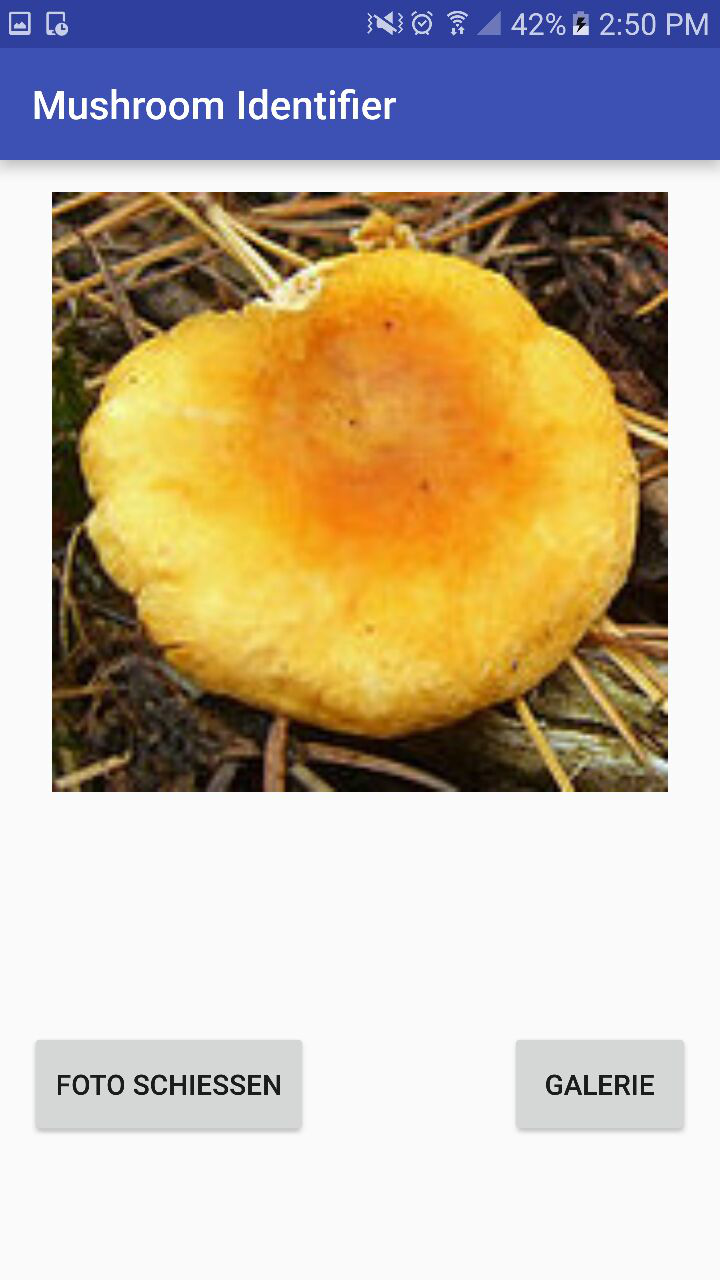 42% 2:50 PM
Mushroom Identifier
FOTO SCHIESSEN
GALERIE